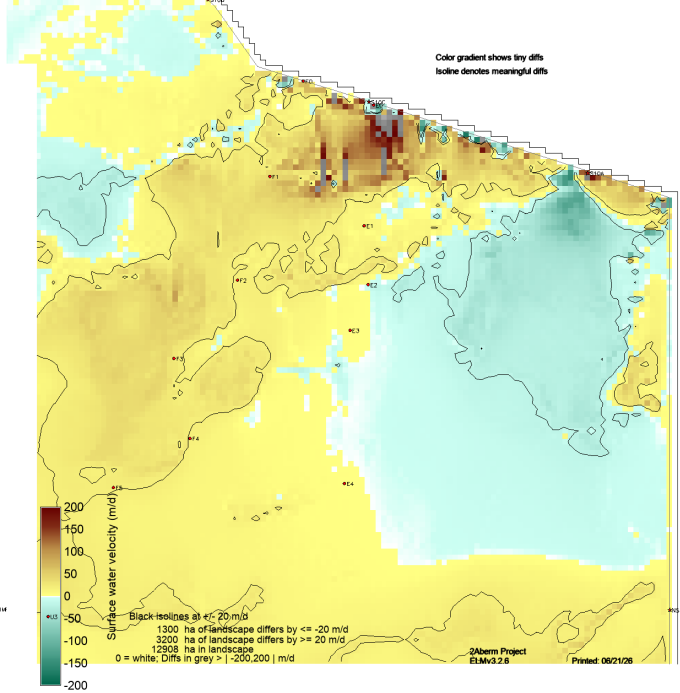 Color gradient shows tiny diffs
Isoline denotes meaningful diffs
S10A
F1
E1
F2
E2
E3
F3
F4
E4
F5
200
150
100
50
0
-50
-100
-150
-200
Surface water velocity (m/d)
U3
Black isolines at +/- 20 m/d
1300 ha of landscape differs by <= -20 m/d
3200 ha of landscape differs by >= 20 m/d
12908 ha in landscape
0 = white; Diffs in grey > | -200,200 | m/d
2Aberm Project
ELMv3.2.6
Printed: 06/21/26